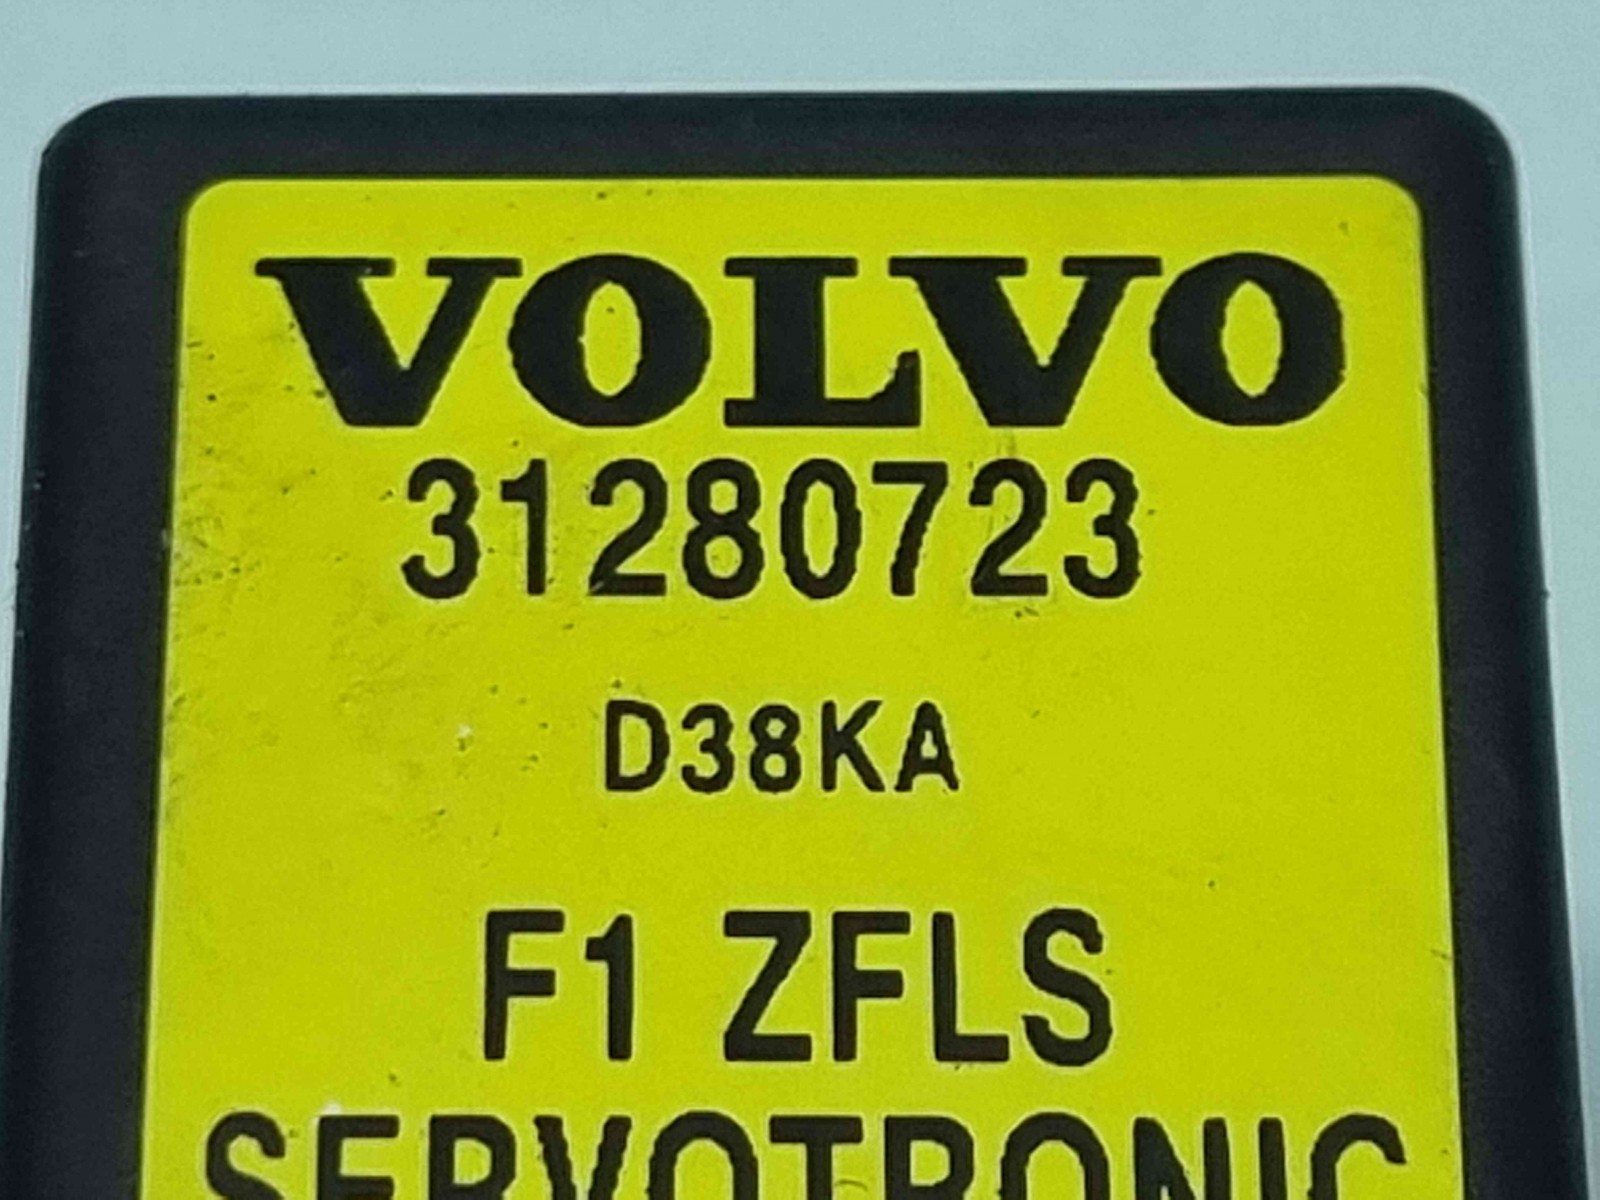 VOLVO
31280723
D38KA
F1 ZFLS
SERVOTRONIC